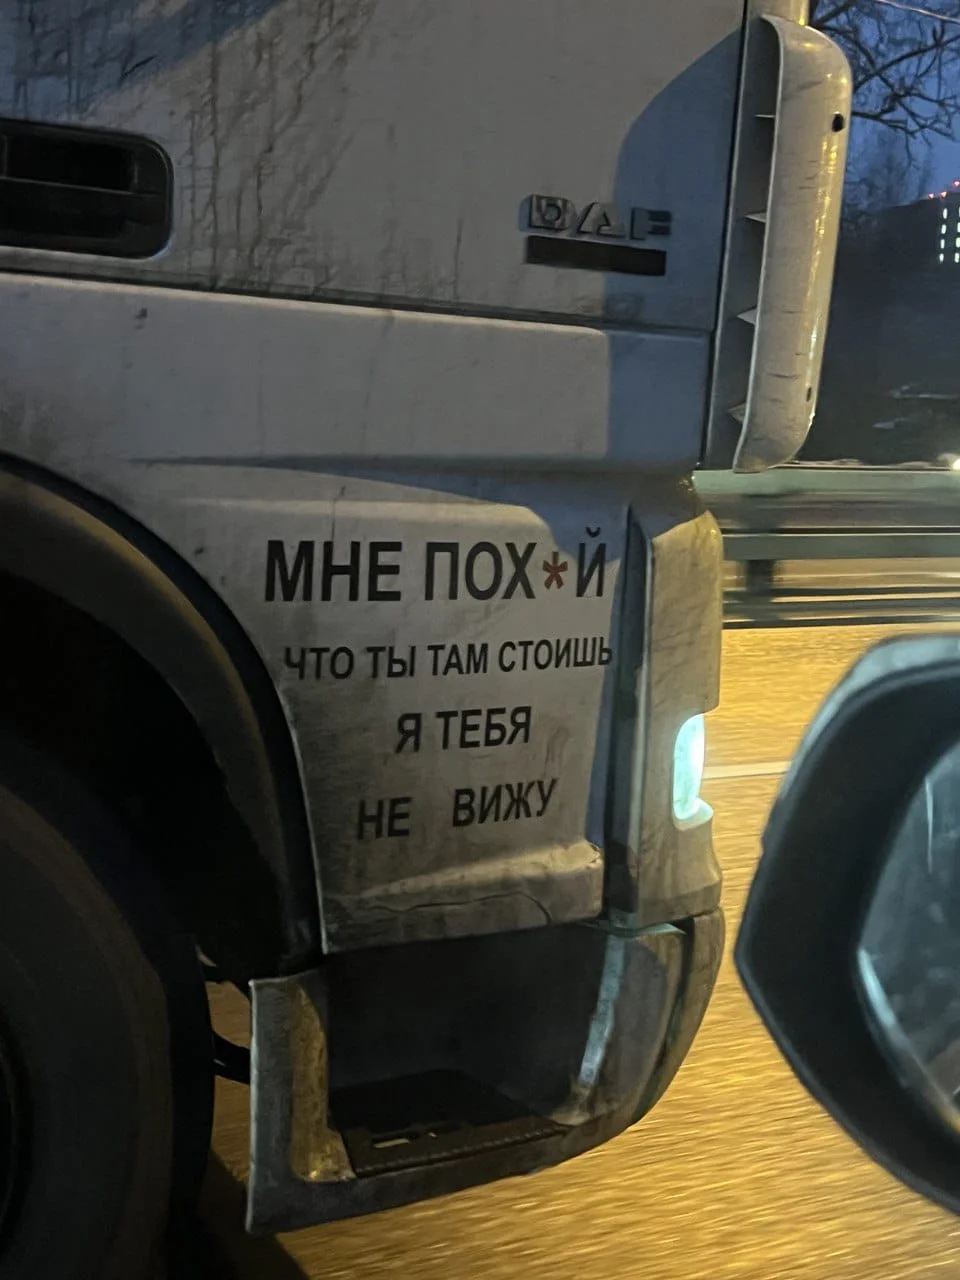 DAF
МНЕ ПОХ*Й
ЧТО ТЫ ТАМ СТОИШЬ
Я ТЕБЯ
НЕ ВИЖУ